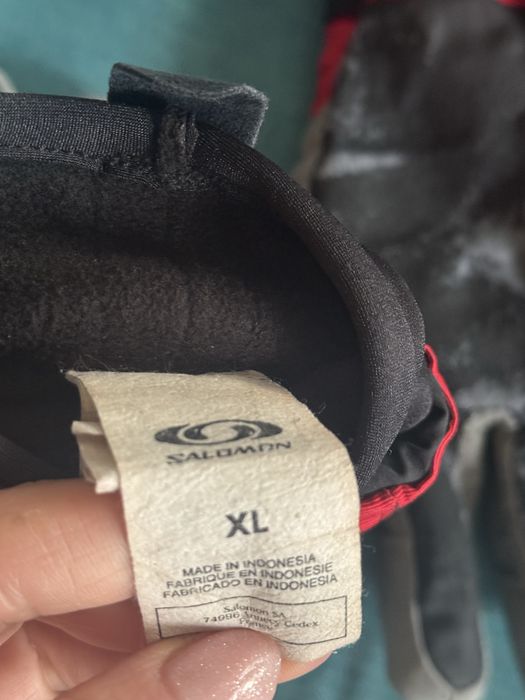 SALOMON
XL
MADE IN INDONESIA
FABRIQUE EN INDONESIE
FABRICADO EN INDONESIA
Salomon SA
74996 Annecy Cedex
France